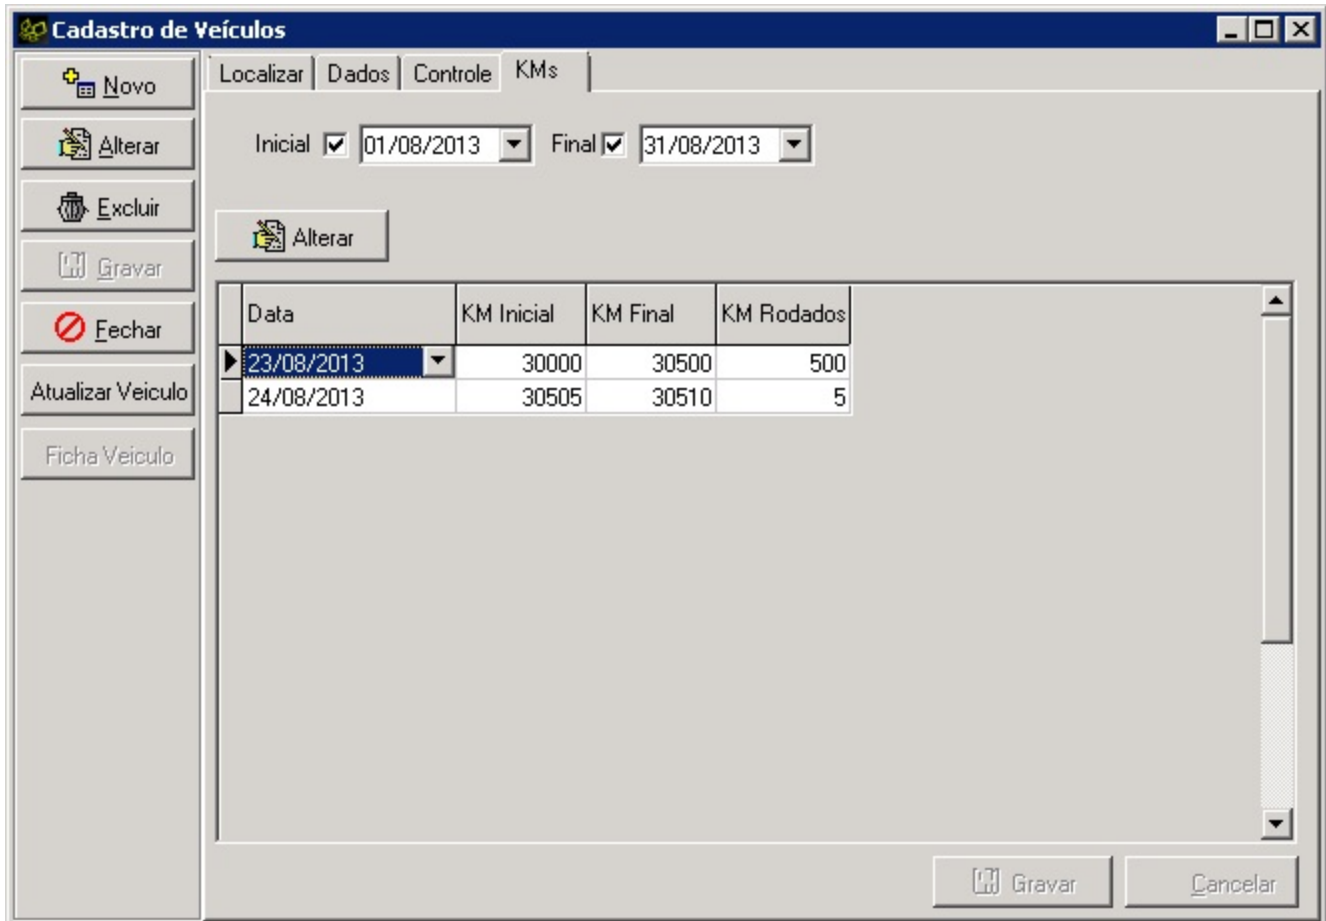 Cadastro de Veículos
Novo
Alterar
Excluir
Gravar
Fechar
Atualizar Veiculo
Ficha Veiculo
Localizar Dados Controle KMs
Inicial 01/08/2013 Final 31/08/2013
Alterar
Data KM Inicial KM Final KM Rodados
23/08/2013 30000 30500 500
24/08/2013 30505 30510 5
Gravar Cancelar